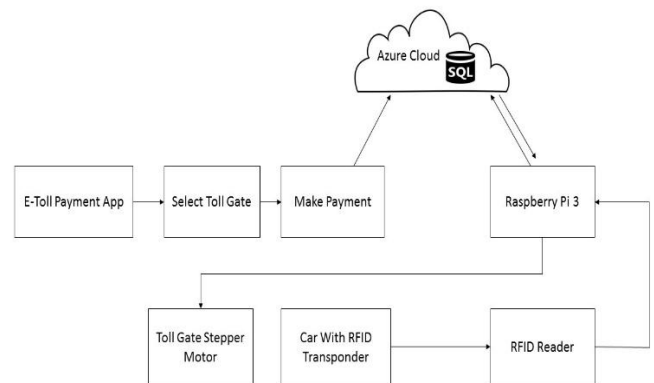 Azure Cloud
SQL
E-Toll Payment App
Select Toll Gate
Make Payment
Raspberry Pi 3
Toll Gate Stepper
Motor
Car With RFID
Transponder
RFID Reader